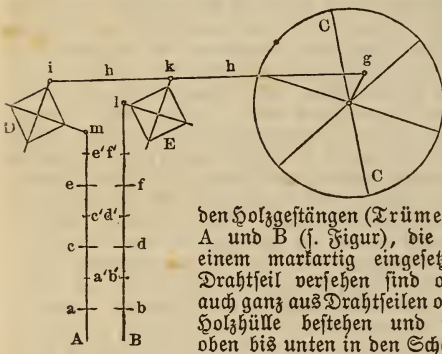 C
i h k h g
D l
m E
e' f'
e f
c' d'
C
c d
a' b'
a b
A B
den Holzgestängen (Trüme
A und B (ſ. Figur), die
einem markartig eingeſet
Drahtſeil verſehen ſind o
auch ganz aus Drahtſeilen o
Holzhülle beſtehen und
oben bis unten in den Sch